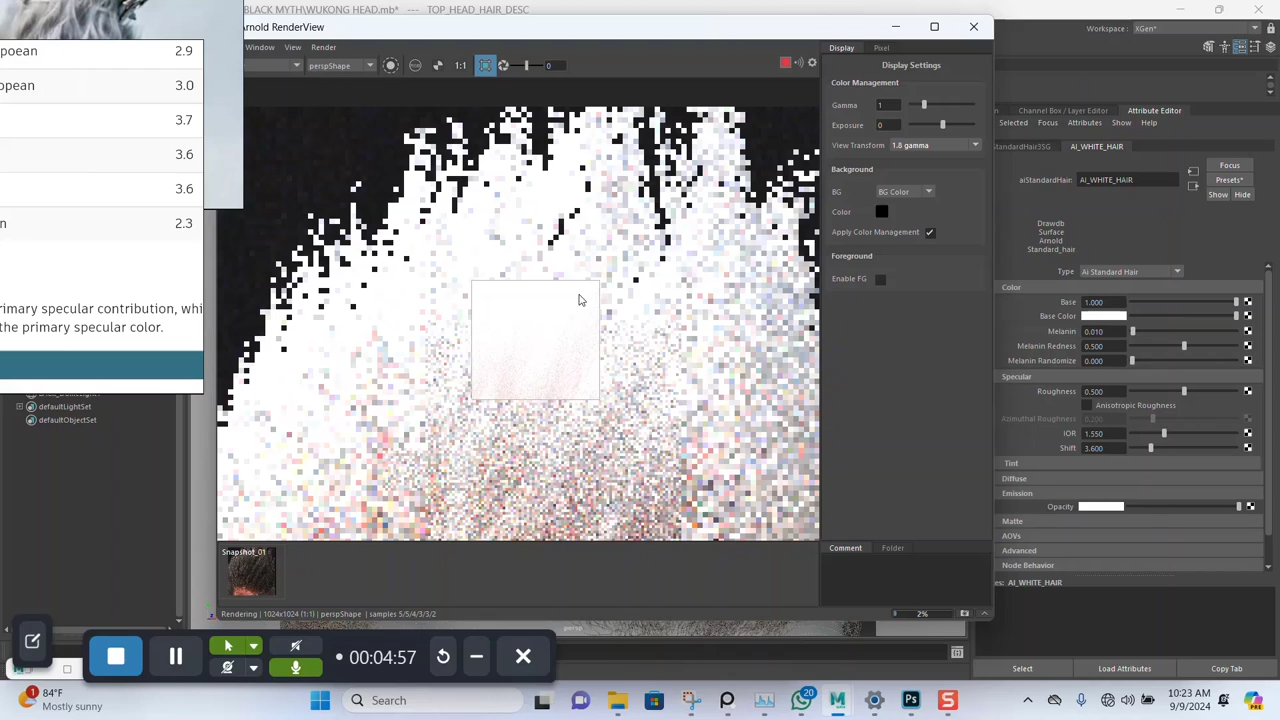 BLACK MYTH\WUKONG HEAD.mb* --- TOP_HEAD_HAIR_DESC
Workspace : XGen*
Arnold RenderView
Window View Render
perspShape 1:1 0
Display Pixel
Display Settings
Color Management
Gamma 1
Exposure 0
View Transform 1.8 gamma
Background
BG BG Color
Color
Apply Color Management
Foreground
Enable FG
opean 2.9
opean 3.0
3.7
3.6
3.6
n 2.3
rimary specular contribution, whi
the primary specular color.
defaultLightSet
defaultObjectSet
Snapshot_01
Comment Folder
Rendering | 1024x1024 (1:1) | perspShape | samples 5/5/4/3/3/2
2%
persp
Channel Box / Layer Editor Attribute Editor
Selected Focus Attributes Show Help
StandardHair3SG AI_WHITE_HAIR
Focus
aiStandardHair: AI_WHITE_HAIR Presets*
Show Hide
Drawdb
Surface
Arnold
Standard_hair
Type Ai Standard Hair
Color
Base 1.000
Base Color
Melanin 0.010
Melanin Redness 0.500
Melanin Randomize 0.000
Specular
Roughness 0.500
Anisotropic Roughness
Azimuthal Roughness 0.200
IOR 1.550
Shift 3.600
Tint
Diffuse
Emission
Opacity
Matte
AOVs
Advanced
Node Behavior
es: AI_WHITE_HAIR
Select Load Attributes Copy Tab
00:04:57
1
84°F
Mostly sunny
Search
20
10:23 AM
9/9/2024